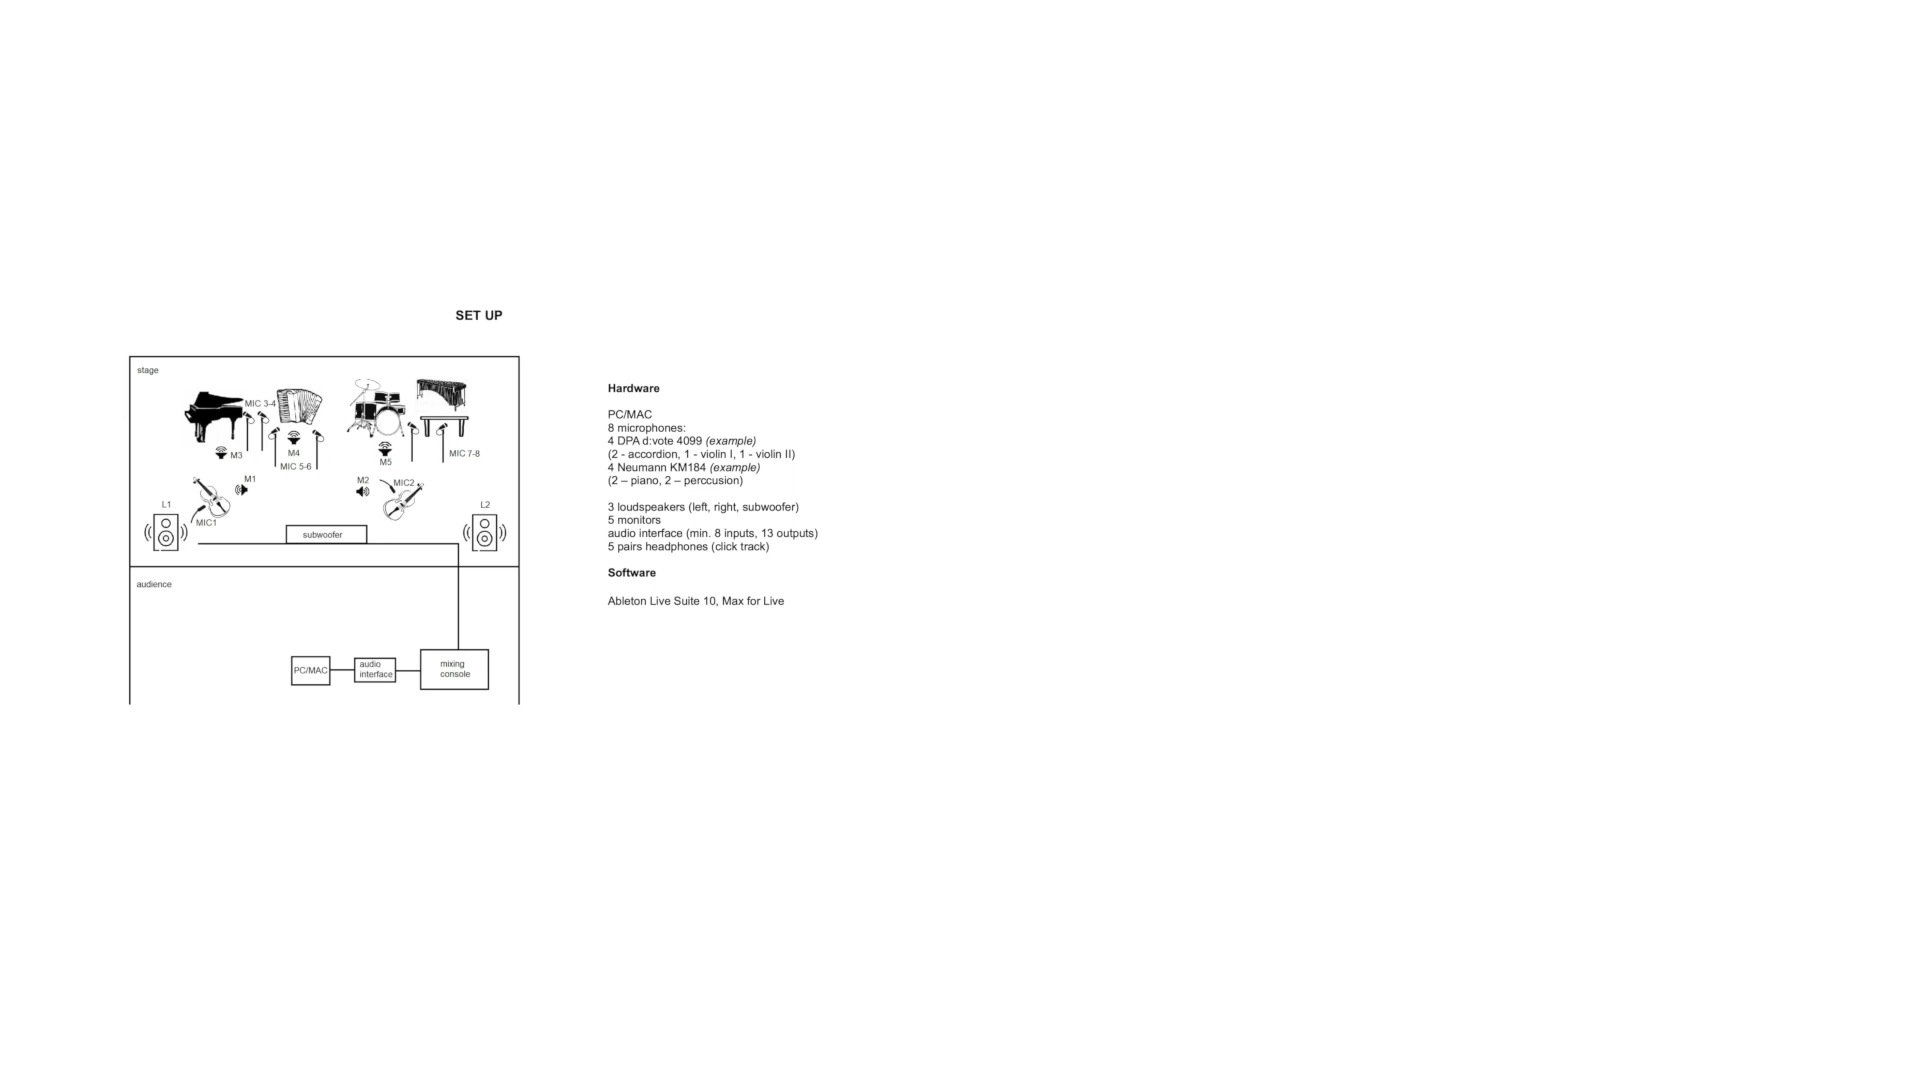 SET UP
stage
MIC 3-4
M3
M4
MIC 5-6
M5
MIC 7-8
M1
M2
MIC2
L1
MIC1
L2
subwoofer
audience
PC/MAC
audio
interface
mixing
console
Hardware
PC/MAC
8 microphones:
4 DPA d:vote 4099 (example)
(2 - accordion, 1 - violin I, 1 - violin II)
4 Neumann KM184 (example)
(2 – piano, 2 – perccusion)
3 loudspeakers (left, right, subwoofer)
5 monitors
audio interface (min. 8 inputs, 13 outputs)
5 pairs headphones (click track)
Software
Ableton Live Suite 10, Max for Live